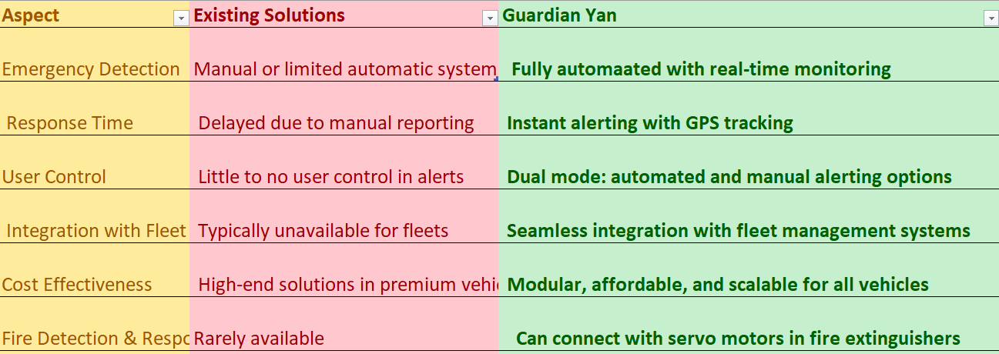 Aspect Existing Solutions Guardian Yan
Emergency Detection Manual or limited automatic system Fully automaated with real-time monitoring
Response Time Delayed due to manual reporting Instant alerting with GPS tracking
User Control Little to no user control in alerts Dual mode: automated and manual alerting options
Integration with Fleet Typically unavailable for fleets Seamless integration with fleet management systems
Cost Effectiveness High-end solutions in premium Modular, affordable, and scalable for all vehicles
Fire Detection & Rarely available Can connect with servo motors in fire extinguishers